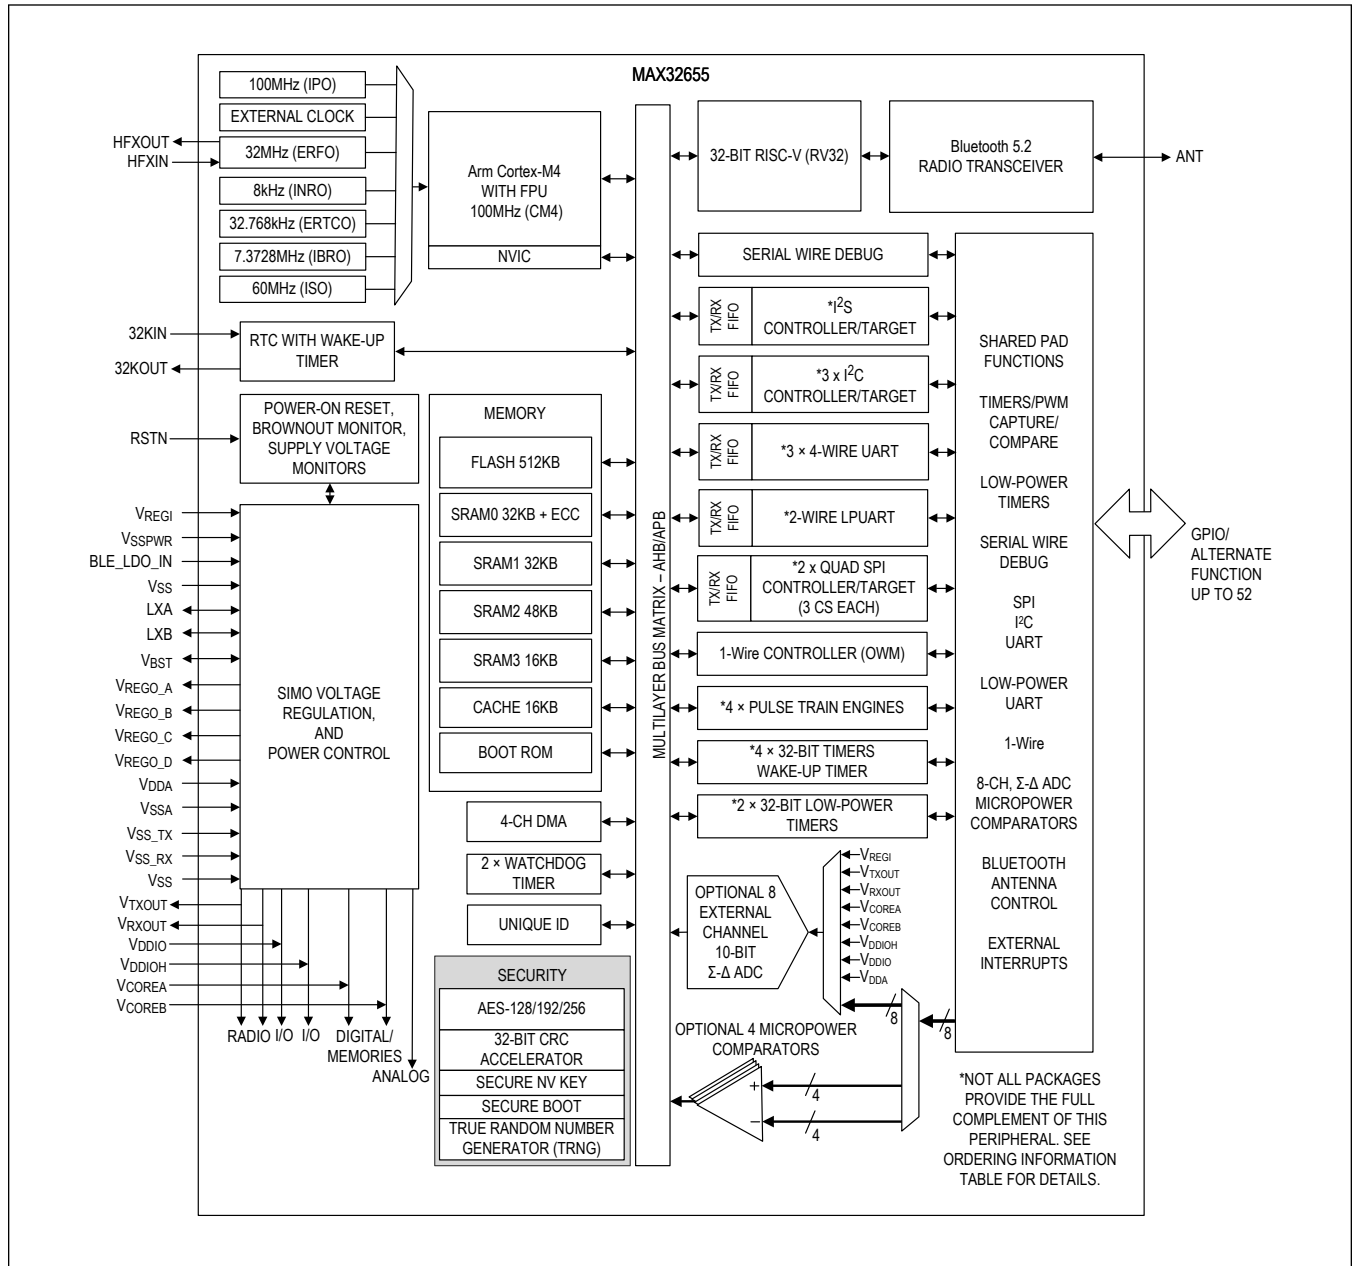 MAX32655
100MHz (IPO)
EXTERNAL CLOCK
HFXOUT
HFXIN
32MHz (ERFO)
8kHz (INRO)
32.768kHz (ERTCO)
7.3728MHz (IBRO)
60MHz (ISO)
Arm Cortex-M4
WITH FPU
100MHz (CM4)
NVIC
32KIN
32KOUT
RTC WITH WAKE-UP
TIMER
RSTN
POWER-ON RESET,
BROWNOUT MONITOR,
SUPPLY VOLTAGE
MONITORS
VREGI
VSSPWR
BLE_LDO_IN
VSS
LXA
LXB
VBST
VREGO_A
VREGO_B
VREGO_C
VREGO_D
VDDA
VSSA
VSS_TX
VSS_RX
VSS
VTXOUT
VRXOUT
VDDIO
VDDIOH
VCOREA
VCOREB
SIMO VOLTAGE
REGULATION,
AND
POWER CONTROL
RADIO
I/O
I/O
DIGITAL/
MEMORIES
ANALOG
MEMORY
FLASH 512KB
SRAM0 32KB + ECC
SRAM1 32KB
SRAM2 48KB
SRAM3 16KB
CACHE 16KB
BOOT ROM
4-CH DMA
2 × WATCHDOG
TIMER
UNIQUE ID
SECURITY
AES-128/192/256
32-BIT CRC
ACCELERATOR
SECURE NV KEY
SECURE BOOT
TRUE RANDOM NUMBER
GENERATOR (TRNG)
MULTILAYER BUS MATRIX – AHB/APB
32-BIT RISC-V (RV32)
Bluetooth 5.2
RADIO TRANSCEIVER
ANT
SERIAL WIRE DEBUG
TX/RX
FIFO
*I²S
CONTROLLER/TARGET
TX/RX
FIFO
*3 x I²C
CONTROLLER/TARGET
TX/RX
FIFO
*3 × 4-WIRE UART
TX/RX
FIFO
*2-WIRE LPUART
TX/RX
FIFO
*2 x QUAD SPI
CONTROLLER/TARGET
(3 CS EACH)
1-Wire CONTROLLER (OWM)
*4 × PULSE TRAIN ENGINES
*4 × 32-BIT TIMERS
WAKE-UP TIMER
*2 × 32-BIT LOW-POWER
TIMERS
OPTIONAL 8
EXTERNAL
CHANNEL
10-BIT
Σ-Δ ADC
VREGI
VTXOUT
VRXOUT
VCOREA
VCOREB
VDDIOH
VDDIO
VDDA
8
8
OPTIONAL 4 MICROPOWER
COMPARATORS
+
4
–
4
SHARED PAD
FUNCTIONS
TIMERS/PWM
CAPTURE/
COMPARE
LOW-POWER
TIMERS
SERIAL WIRE
DEBUG
SPI
I²C
UART
LOW-POWER
UART
1-Wire
8-CH, Σ-Δ ADC
MICROPOWER
COMPARATORS
BLUETOOTH
ANTENNA
CONTROL
EXTERNAL
INTERRUPTS
GPIO/
ALTERNATE
FUNCTION
UP TO 52
*NOT ALL PACKAGES
PROVIDE THE FULL
COMPLEMENT OF THIS
PERIPHERAL. SEE
ORDERING INFORMATION
TABLE FOR DETAILS.